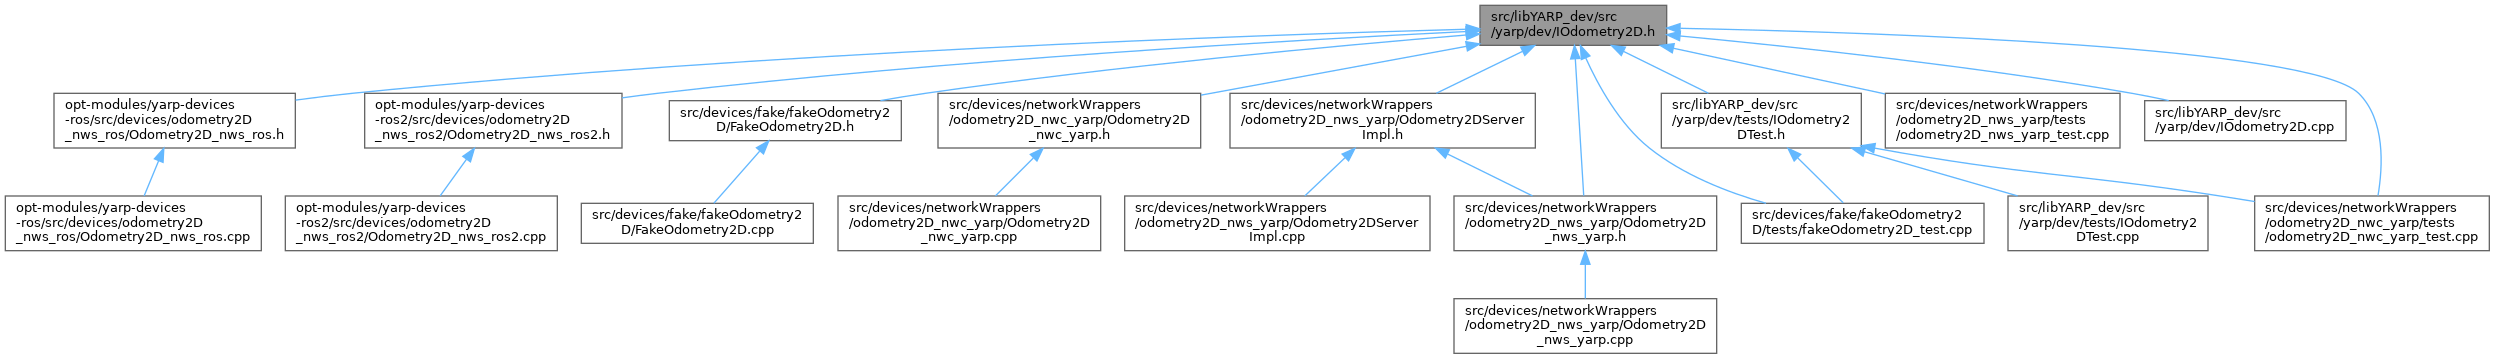 src/libYARP_dev/src
/yarp/dev/IOdometry2D.h
opt-modules/yarp-devices
-ros/src/devices/odometry2D
_nws_ros/Odometry2D_nws_ros.h
opt-modules/yarp-devices
-ros2/src/devices/odometry2D
_nws_ros2/Odometry2D_nws_ros2.h
src/devices/fake/fakeOdometry2
D/FakeOdometry2D.h
src/devices/networkWrappers
/odometry2D_nwc_yarp/Odometry2D
_nwc_yarp.h
src/devices/networkWrappers
/odometry2D_nws_yarp/Odometry2DServer
Impl.h
src/libYARP_dev/src
/yarp/dev/tests/IOdometry2
DTest.h
src/devices/networkWrappers
/odometry2D_nws_yarp/tests
/odometry2D_nws_yarp_test.cpp
src/libYARP_dev/src
/yarp/dev/IOdometry2D.cpp
opt-modules/yarp-devices
-ros/src/devices/odometry2D
_nws_ros/Odometry2D_nws_ros.cpp
opt-modules/yarp-devices
-ros2/src/devices/odometry2D
_nws_ros2/Odometry2D_nws_ros2.cpp
src/devices/fake/fakeOdometry2
D/FakeOdometry2D.cpp
src/devices/networkWrappers
/odometry2D_nwc_yarp/Odometry2D
_nwc_yarp.cpp
src/devices/networkWrappers
/odometry2D_nws_yarp/Odometry2DServer
Impl.cpp
src/devices/networkWrappers
/odometry2D_nws_yarp/Odometry2D
_nws_yarp.h
src/devices/fake/fakeOdometry2
D/tests/fakeOdometry2D_test.cpp
src/libYARP_dev/src
/yarp/dev/tests/IOdometry2
DTest.cpp
src/devices/networkWrappers
/odometry2D_nwc_yarp/tests
/odometry2D_nwc_yarp_test.cpp
src/devices/networkWrappers
/odometry2D_nws_yarp/Odometry2D
_nws_yarp.cpp